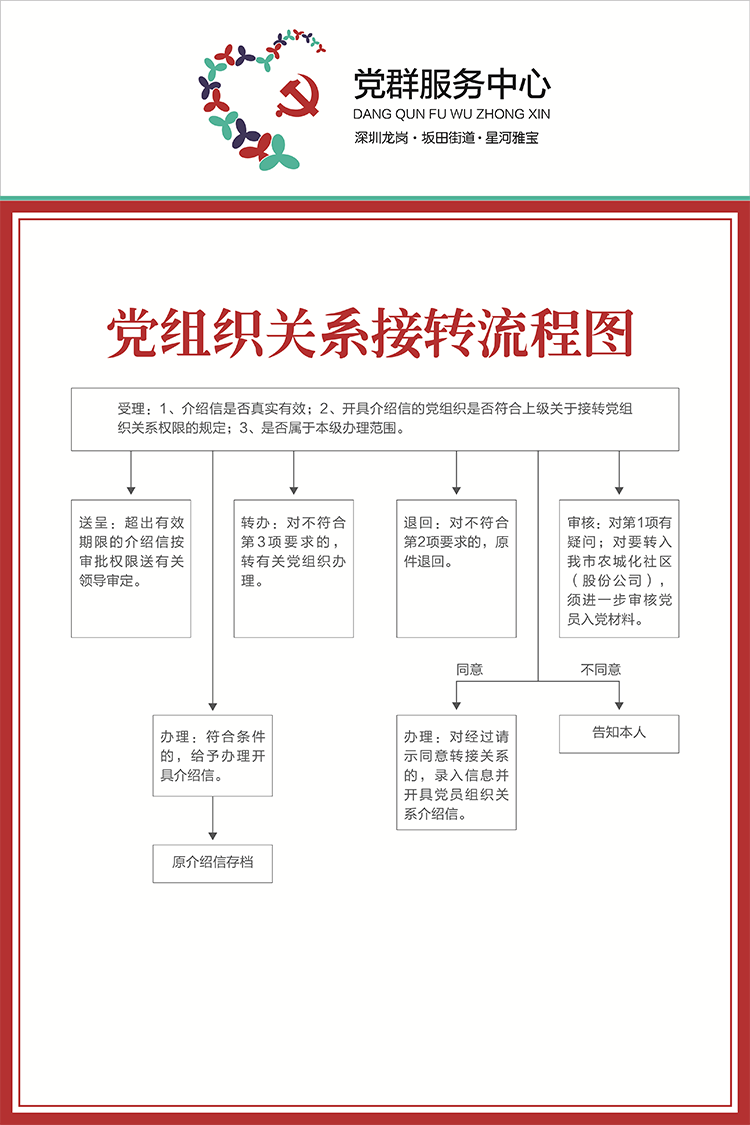 党群服务中心
DANG QUN FU WU ZHONG XIN
深圳龙岗·坂田街道·星河雅宝
党组织关系接转流程图
受理：1、介绍信是否真实有效；2、开具介绍信的党组织是否符合上级关于接转党组
织关系权限的规定；3、是否属于本级办理范围。
送呈：超出有效
期限的介绍信按
审批权限送有关
领导审定。
转办：对不符合
第3项要求的，
转有关党组织办
理。
退回：对不符合
第2项要求的，原
件退回。
审核：对第1项有
疑问；对要转入
我市农城化社区
（股份公司），
须进一步审核党
员入党材料。
同意
不同意
办理：符合条件
的，给予办理开
具介绍信。
办理：对经过请
示同意转接关系
的，录入信息并
开具党员组织关
系介绍信。
告知本人
原介绍信存档